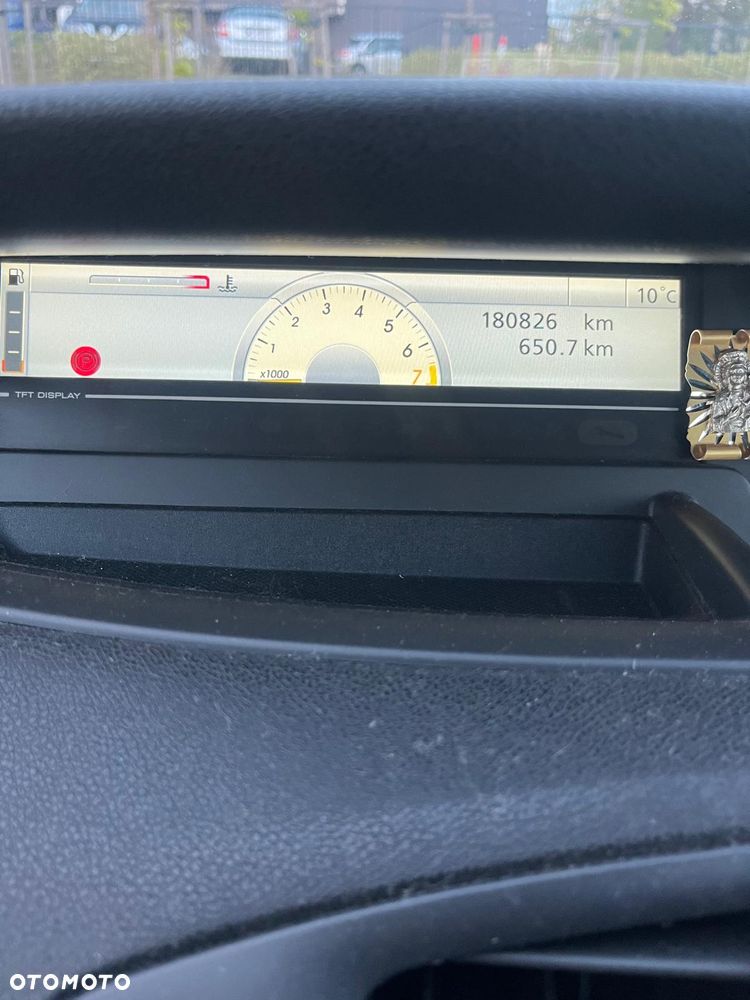 10°C
180826 km
650.7 km
1 2 3 4 5 6 7
x1000
P
TFT DISPLAY
OTOMOTO